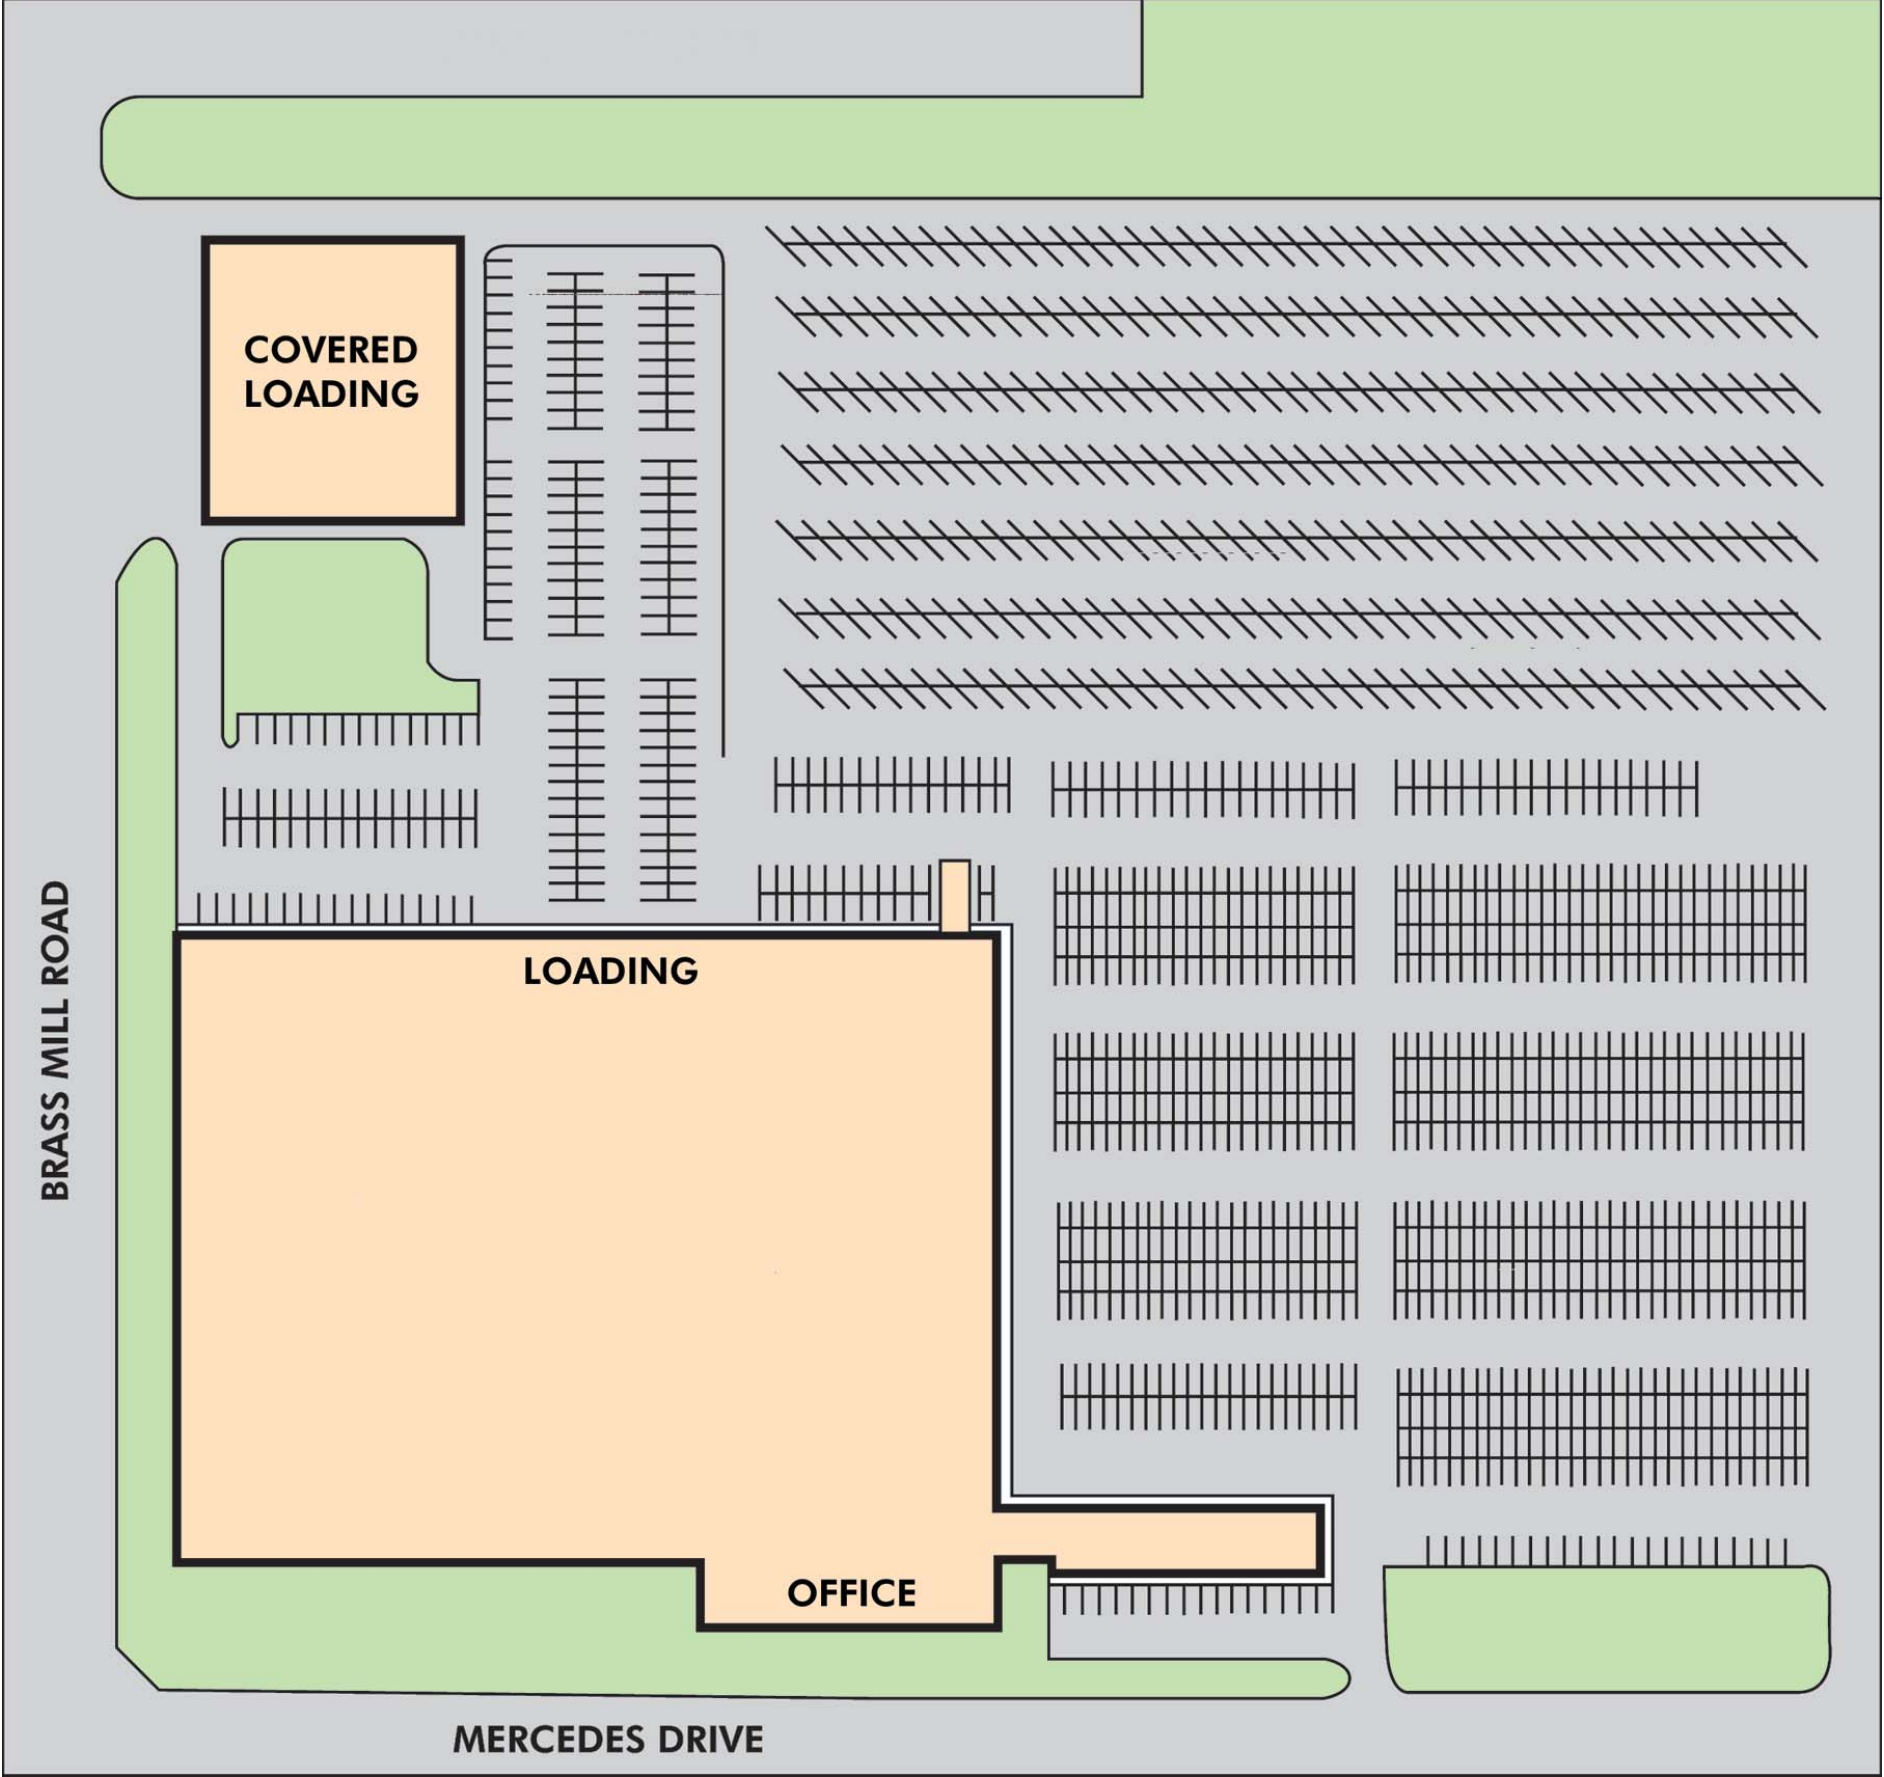 COVERED
LOADING
LOADING
BRASS MILL ROAD
OFFICE
MERCEDES DRIVE